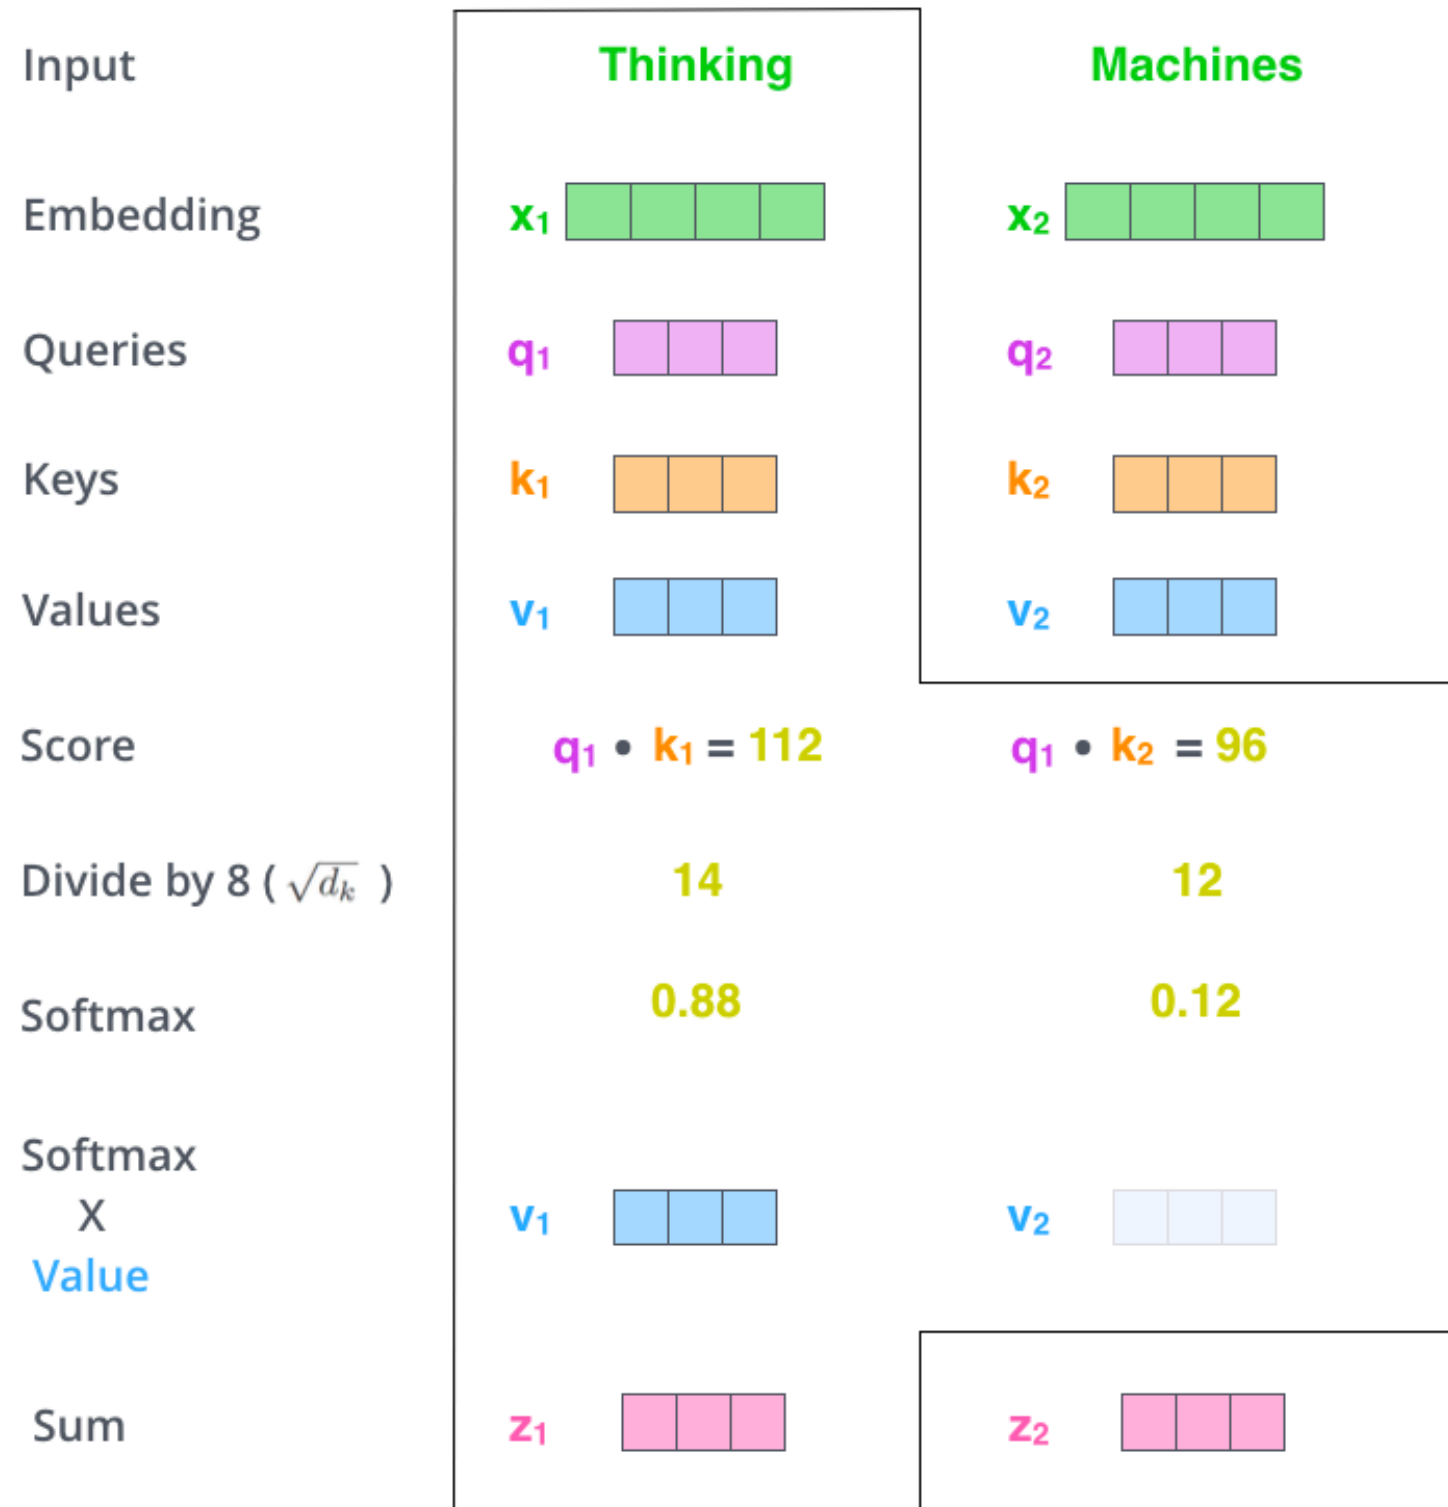 Input Thinking Machines
Embedding x₁ x₂
Queries q₁ q₂
Keys k₁ k₂
Values v₁ v₂
Score q₁ • k₁ = 112 q₁ • k₂ = 96
Divide by 8 ( √dₖ ) 14 12
Softmax 0.88 0.12
Softmax
X
Value v₁ v₂
Sum z₁ z₂